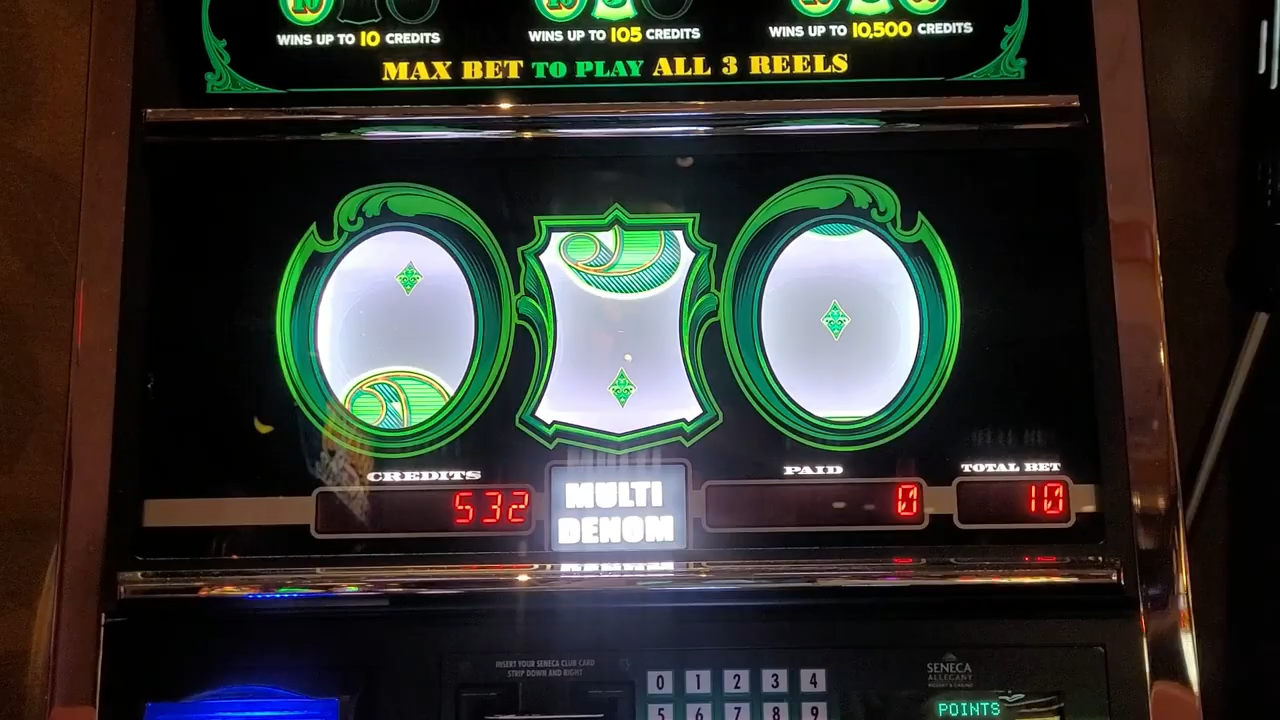 WINS UP TO 10 CREDITS
WINS UP TO 105 CREDITS
WINS UP TO 10,500 CREDITS
MAX BET TO PLAY ALL 3 REELS
CREDITS
PAID
TOTAL BET
532
MULTI
DENOM
0
10
INSERT YOUR SENECA CLUB CARD
STRIP DOWN AND RIGHT
0 1 2 3 4
5 6 7 8 9
SENECA
ALLEGANY
RESORT & CASINO
POINTS